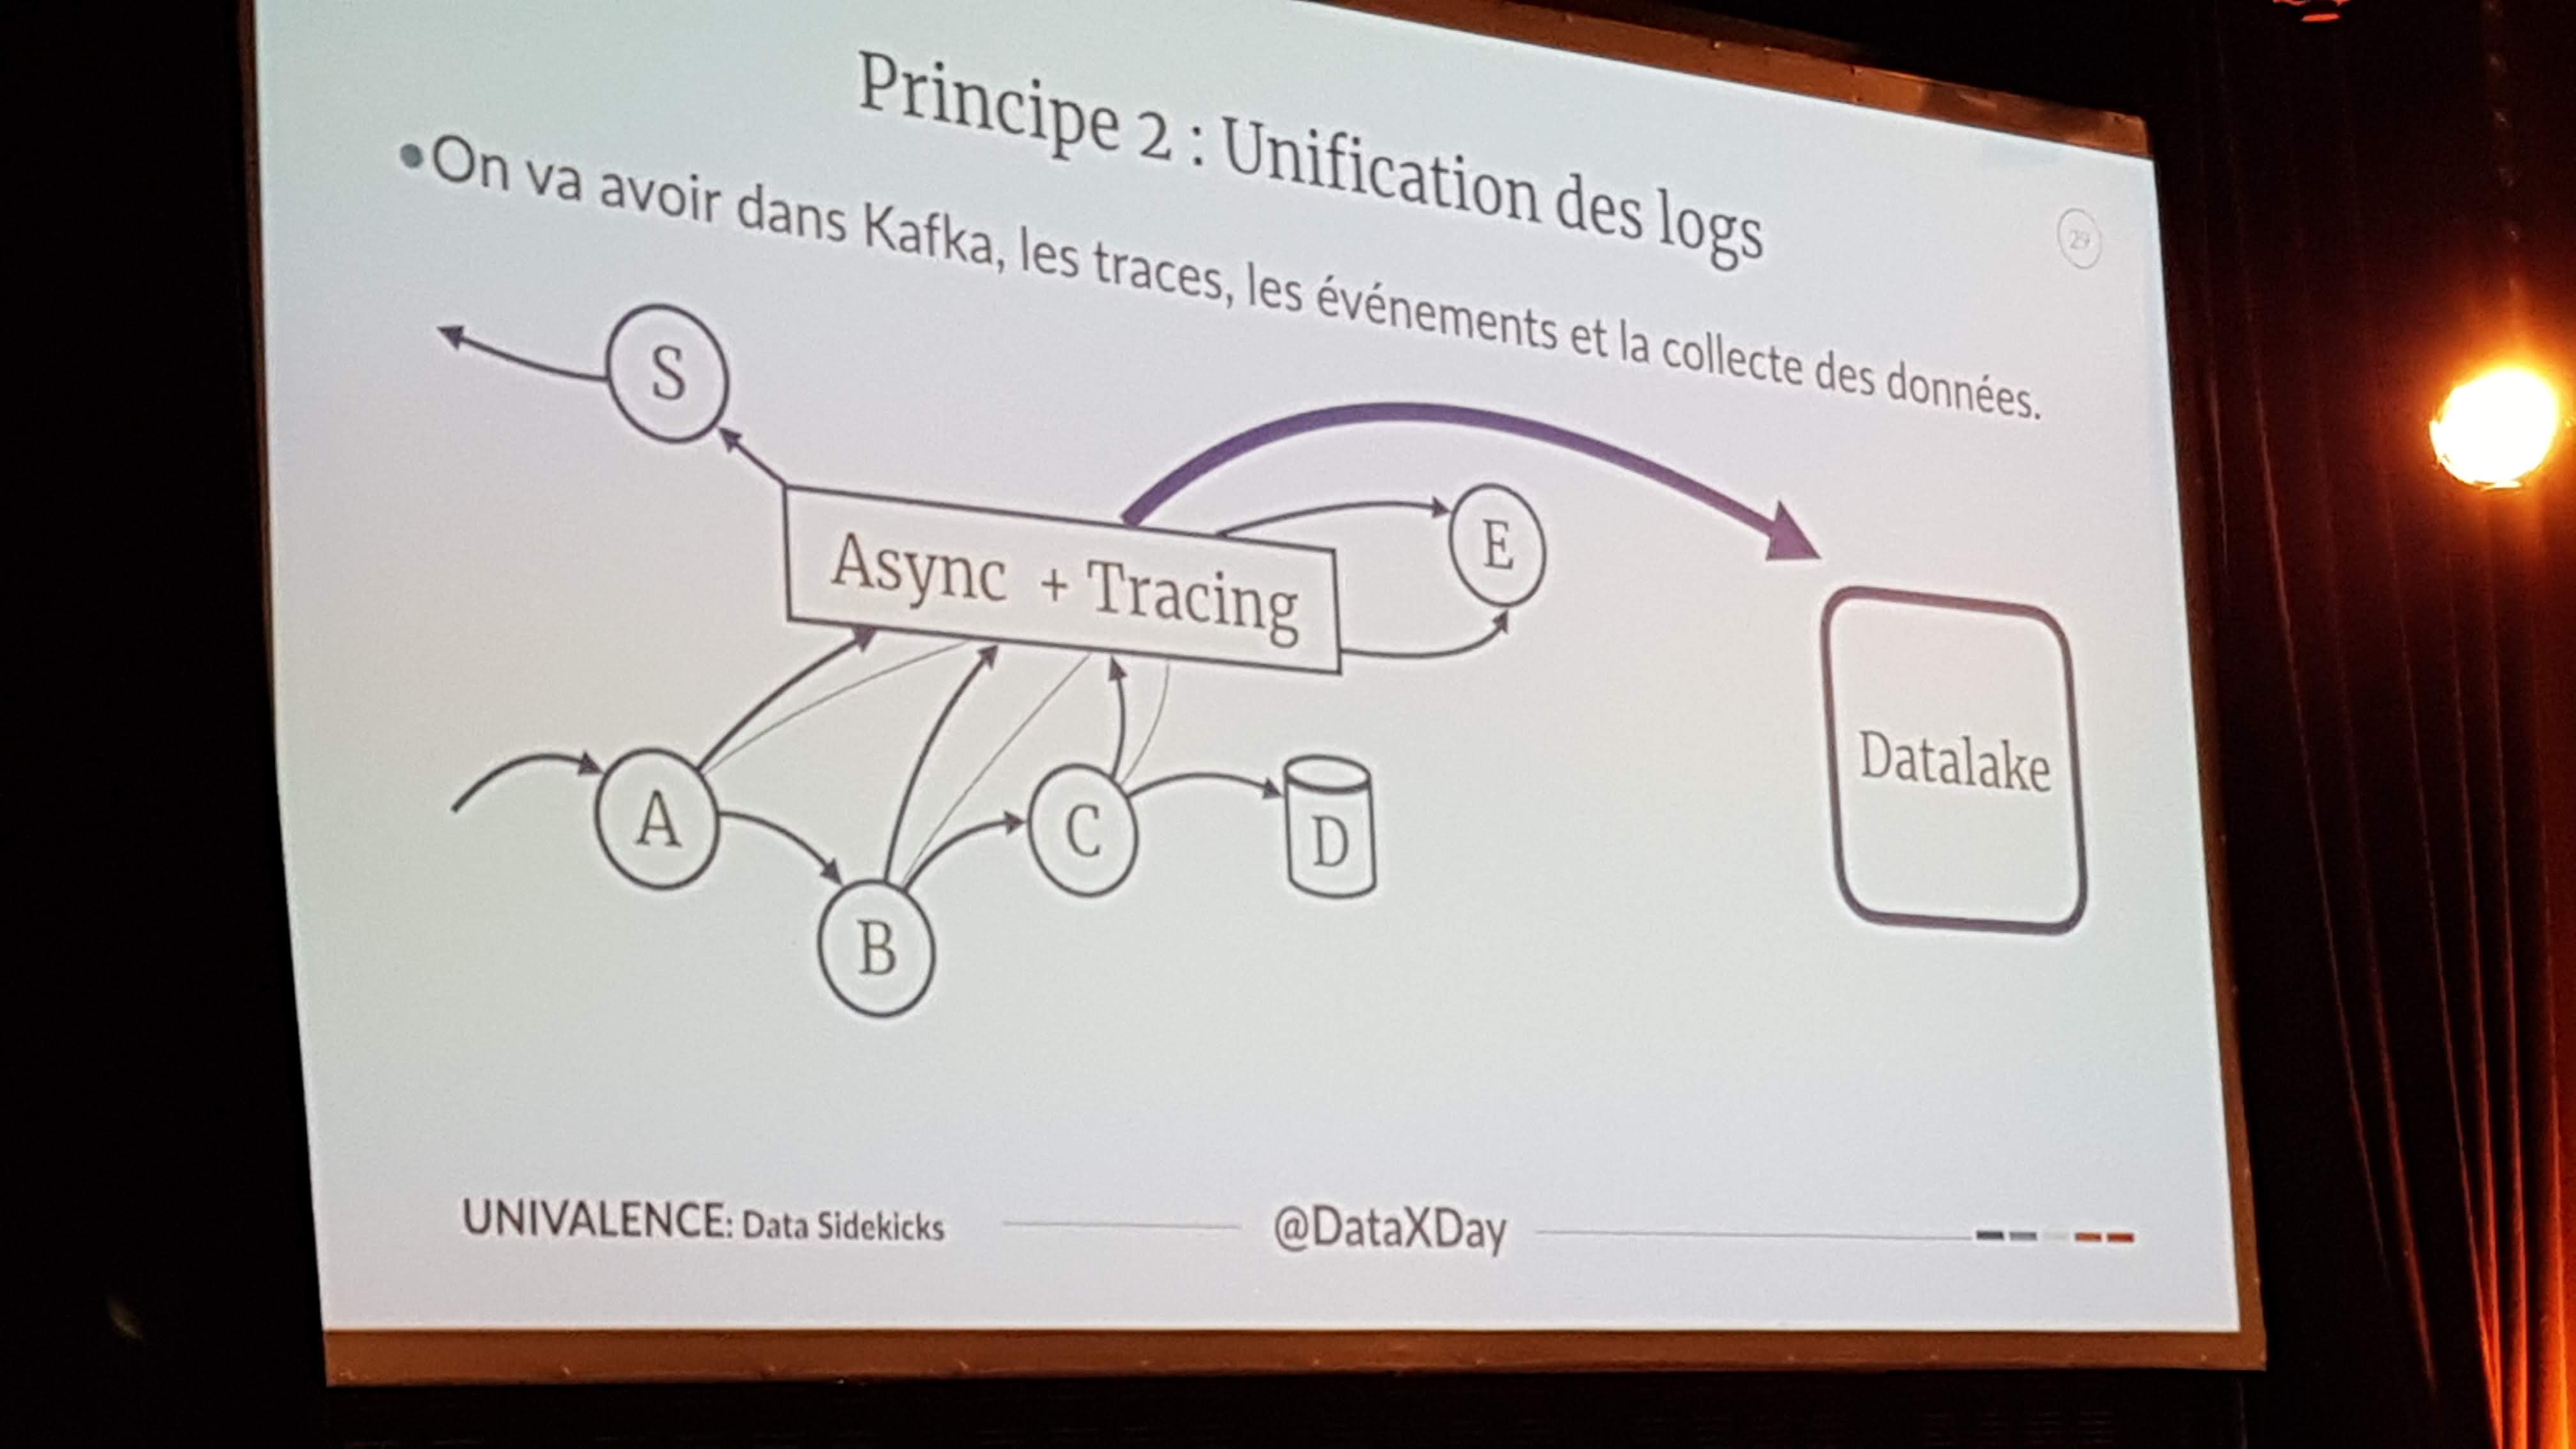 Principe 2 : Unification des logs
29
•On va avoir dans Kafka, les traces, les événements et la collecte des données.
S
E
Async + Tracing
Datalake
A
C
D
B
UNIVALENCE: Data Sidekicks
@DataXDay